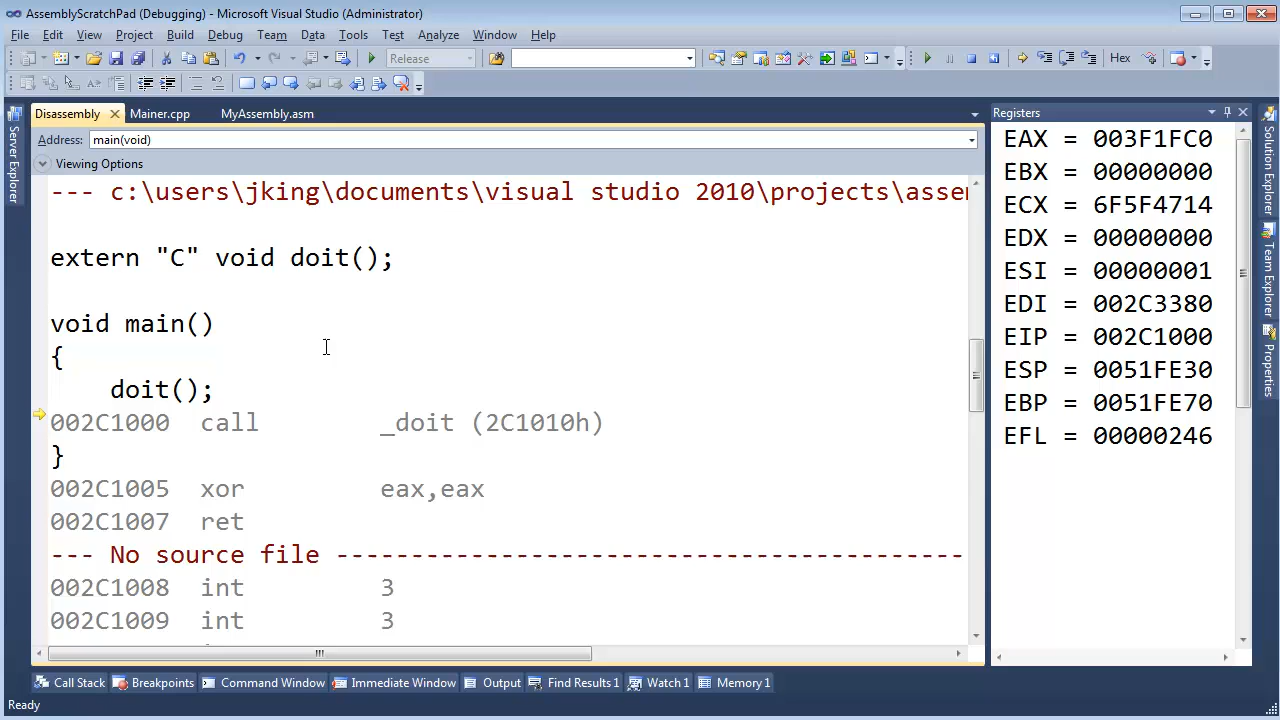 AssemblyScratchPad (Debugging) - Microsoft Visual Studio (Administrator)
File Edit View Project Build Debug Team Data Tools Test Analyze Window Help
Release Hex
Disassembly Mainer.cpp MyAssembly.asm
Address: main(void)
Viewing Options
--- c:\users\jking\documents\visual studio 2010\projects\assem
extern "C" void doit();
void main()
{
doit();
002C1000 call _doit (2C1010h)
}
002C1005 xor eax,eax
002C1007 ret
--- No source file ------------------------------------------
002C1008 int 3
002C1009 int 3
Registers
EAX = 003F1FC0
EBX = 00000000
ECX = 6F5F4714
EDX = 00000000
ESI = 00000001
EDI = 002C3380
EIP = 002C1000
ESP = 0051FE30
EBP = 0051FE70
EFL = 00000246
Server Explorer
Solution Explorer
Team Explorer
Properties
Call Stack Breakpoints Command Window Immediate Window Output Find Results 1 Watch 1 Memory 1
Ready